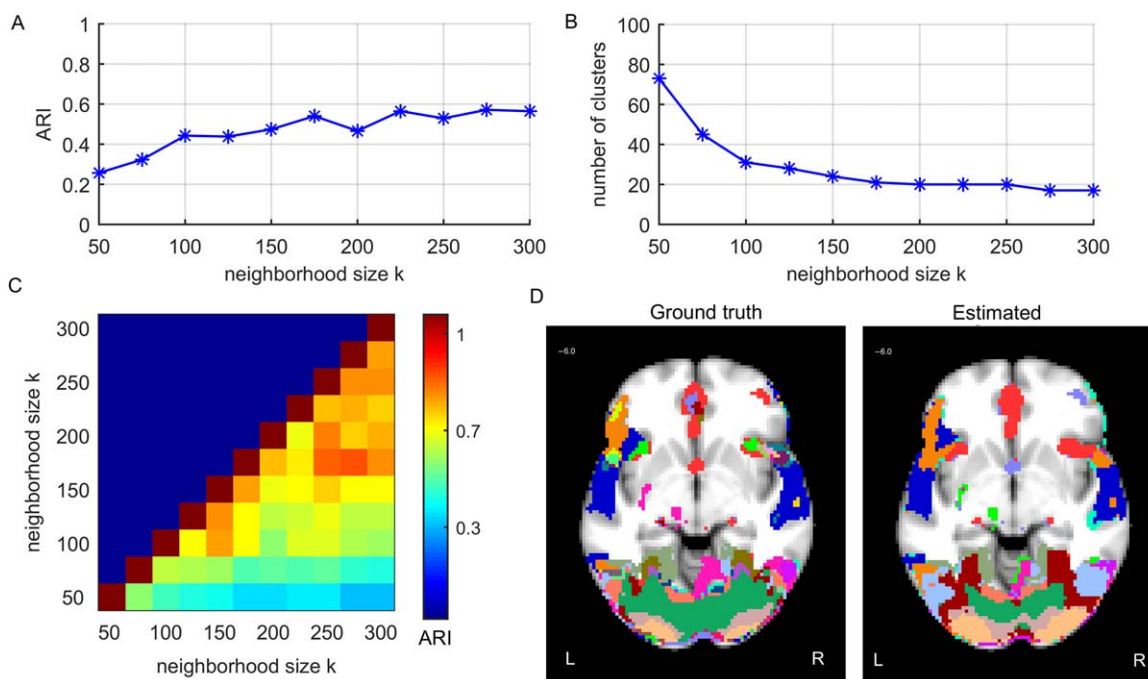 A
1
0.8
0.6
0.4
0.2
0
ARI
50 100 150 200 250 300
neighborhood size k
B
100
80
60
40
20
0
number of clusters
50 100 150 200 250 300
neighborhood size k
C
300
250
200
150
100
50
neighborhood size k
50 100 150 200 250 300
neighborhood size k
1
0.7
0.3
ARI
D
Ground truth
Estimated
−6.0
−6.0
L R
L R